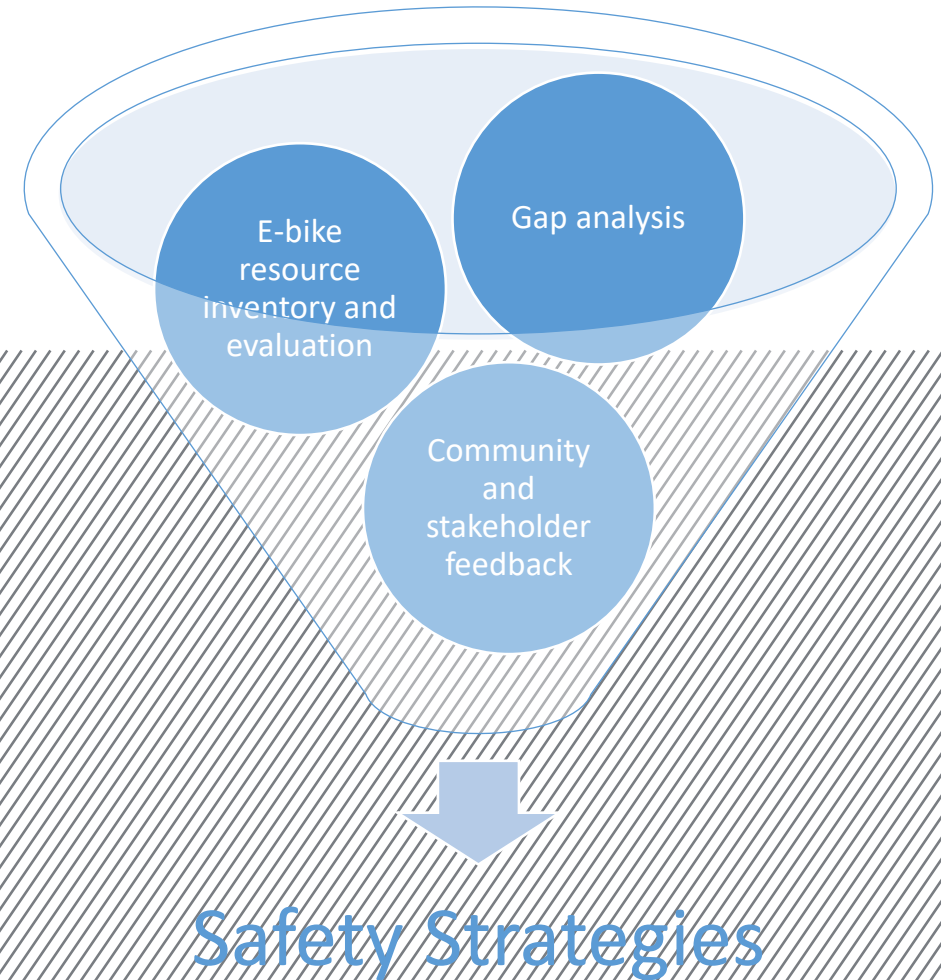 E-bike
resource
inventory and
evaluation
Gap analysis
Community
and
stakeholder
feedback
Safety Strategies